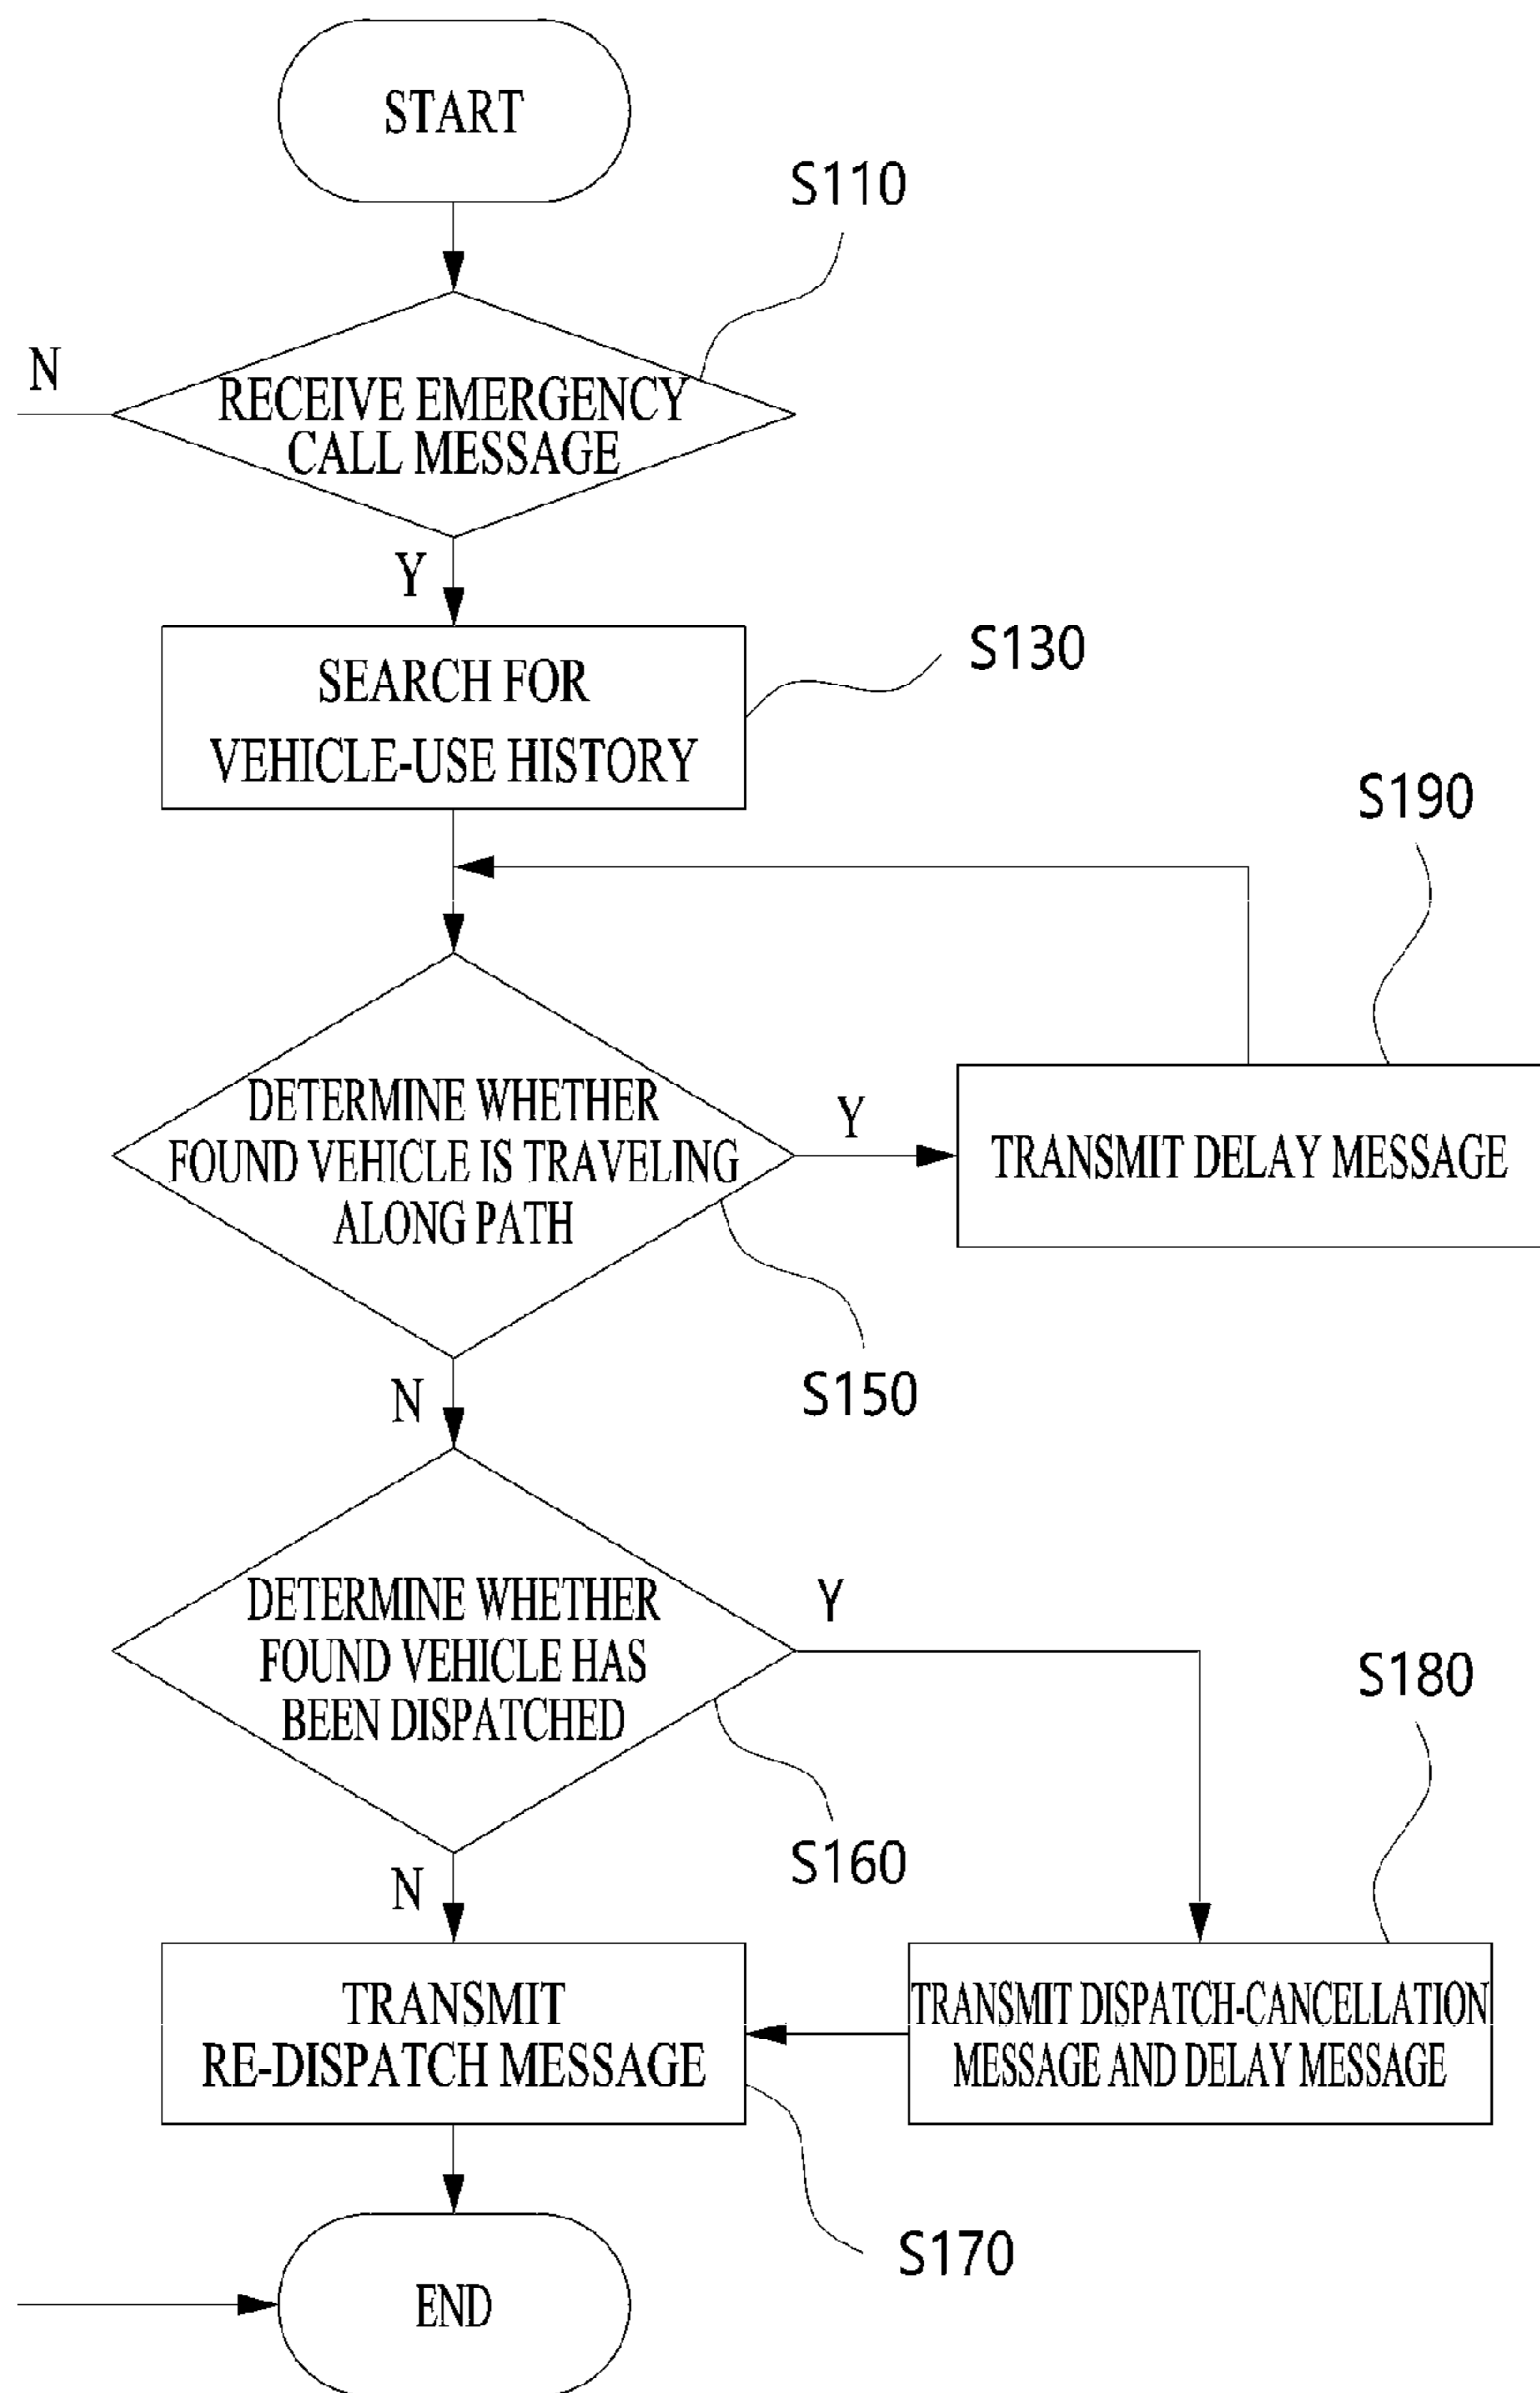 START
S110
N
RECEIVE EMERGENCY
CALL MESSAGE
Y
SEARCH FOR
VEHICLE-USE HISTORY
S130
S190
DETERMINE WHETHER
FOUND VEHICLE IS TRAVELING
ALONG PATH
Y
TRANSMIT DELAY MESSAGE
S150
N
DETERMINE WHETHER
FOUND VEHICLE HAS
BEEN DISPATCHED
Y
S180
S160
N
TRANSMIT
RE-DISPATCH MESSAGE
TRANSMIT DISPATCH-CANCELLATION
MESSAGE AND DELAY MESSAGE
S170
END